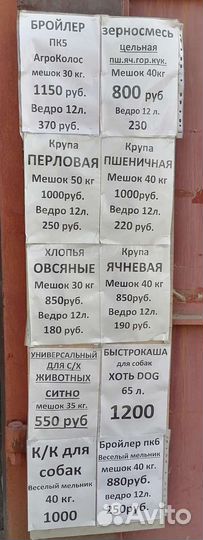 БРОЙЛЕР
ПК5
АгроКолос
мешок 30 кг.
1150 руб.
Ведро 12л.
370 руб.
зерносмесь
цельная
пш.яч.гор.кук.
Мешок 40кг
800 руб
Ведро 12 л.
230
Крупа
ПЕРЛОВАЯ
Мешок 50 кг
1000руб.
Ведро 12л.
250 руб.
Крупа
ПШЕНИЧНАЯ
Мешок 40 кг
1000руб.
Ведро 12л.
220 руб.
ХЛОПЬЯ
ОВСЯНЫЕ
Мешок 30 кг
850руб.
Ведро 12л.
180 руб.
Крупа
ЯЧНЕВАЯ
Мешок 40 кг
850руб.
Ведро 12л.
190 руб.
УНИВЕРСАЛЬНЫЙ
ДЛЯ С/Х
ЖИВОТНЫХ
СИТНО
мешок 35 кг.
550 руб
БЫСТРОКАША
для собак
ХОТЬ DOG
65 л.
1200
К/К для
собак
Веселый мельник
40 кг.
1000
Бройлер пк6
Веселый мельник
мешок 40 кг.
880руб.
ведро 12л.
250руб.
Avito